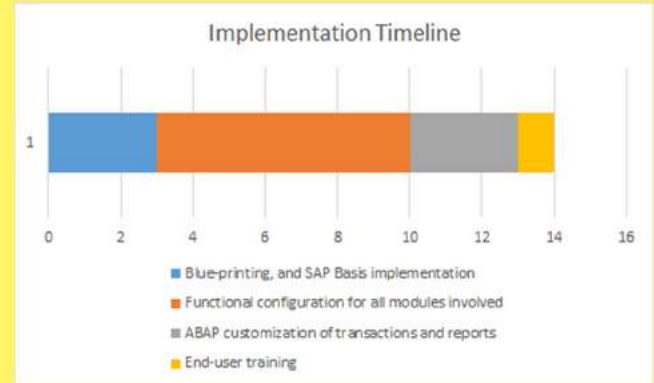 Implementation Timeline
1
0 2 4 6 8 10 12 14 16
Blue-printing, and SAP Basis implementation
Functional configuration for all modules involved
ABAP customization of transactions and reports
End-user training